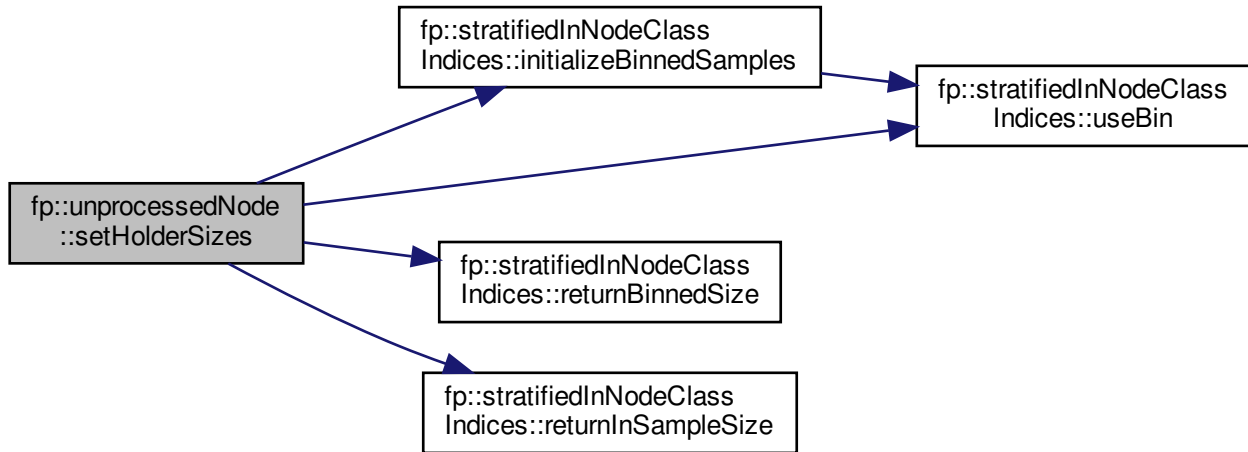 fp::stratifiedInNodeClass
Indices::initializeBinnedSamples
fp::stratifiedInNodeClass
Indices::useBin
fp::unprocessedNode
::setHolderSizes
fp::stratifiedInNodeClass
Indices::returnBinnedSize
fp::stratifiedInNodeClass
Indices::returnInSampleSize